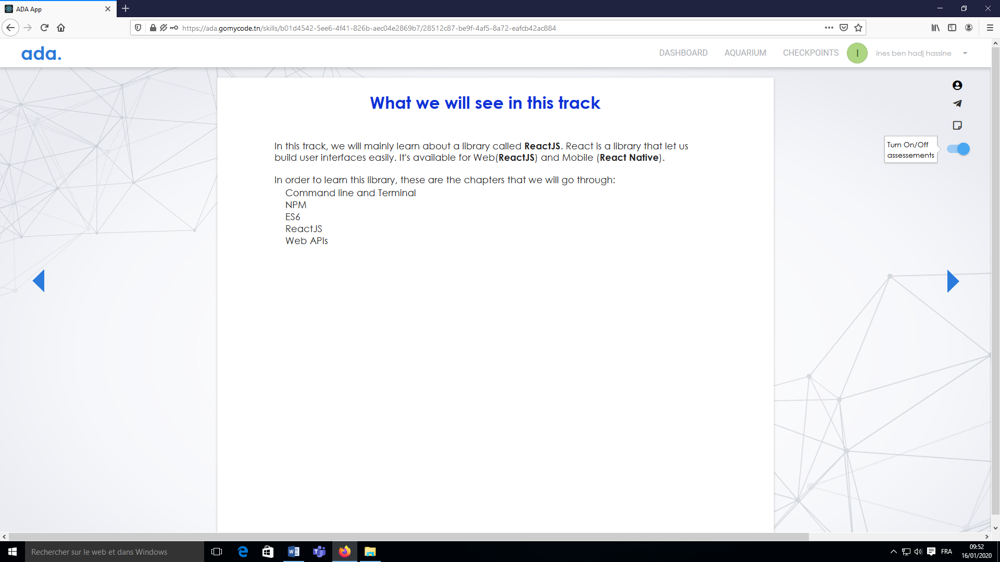 ADA App
https://ada.gomycode.tn/skills/b01d4542-5ee6-4f41-826b-aec04e2869b7/28512c87-be9f-4af5-8a72-eafcb42ac884
ada.
DASHBOARD
AQUARIUM
CHECKPOINTS
I
ines ben hadj hassine
What we will see in this track
Turn On/Off
assessements
In this track, we will mainly learn about a library called ReactJS. React is a library that let us
build user interfaces easily. It's available for Web(ReactJS) and Mobile (React Native).
In order to learn this library, these are the chapters that we will go through:
Command line and Terminal
NPM
ES6
ReactJS
Web APIs
Rechercher sur le web et dans Windows
FRA
09:52
16/01/2020